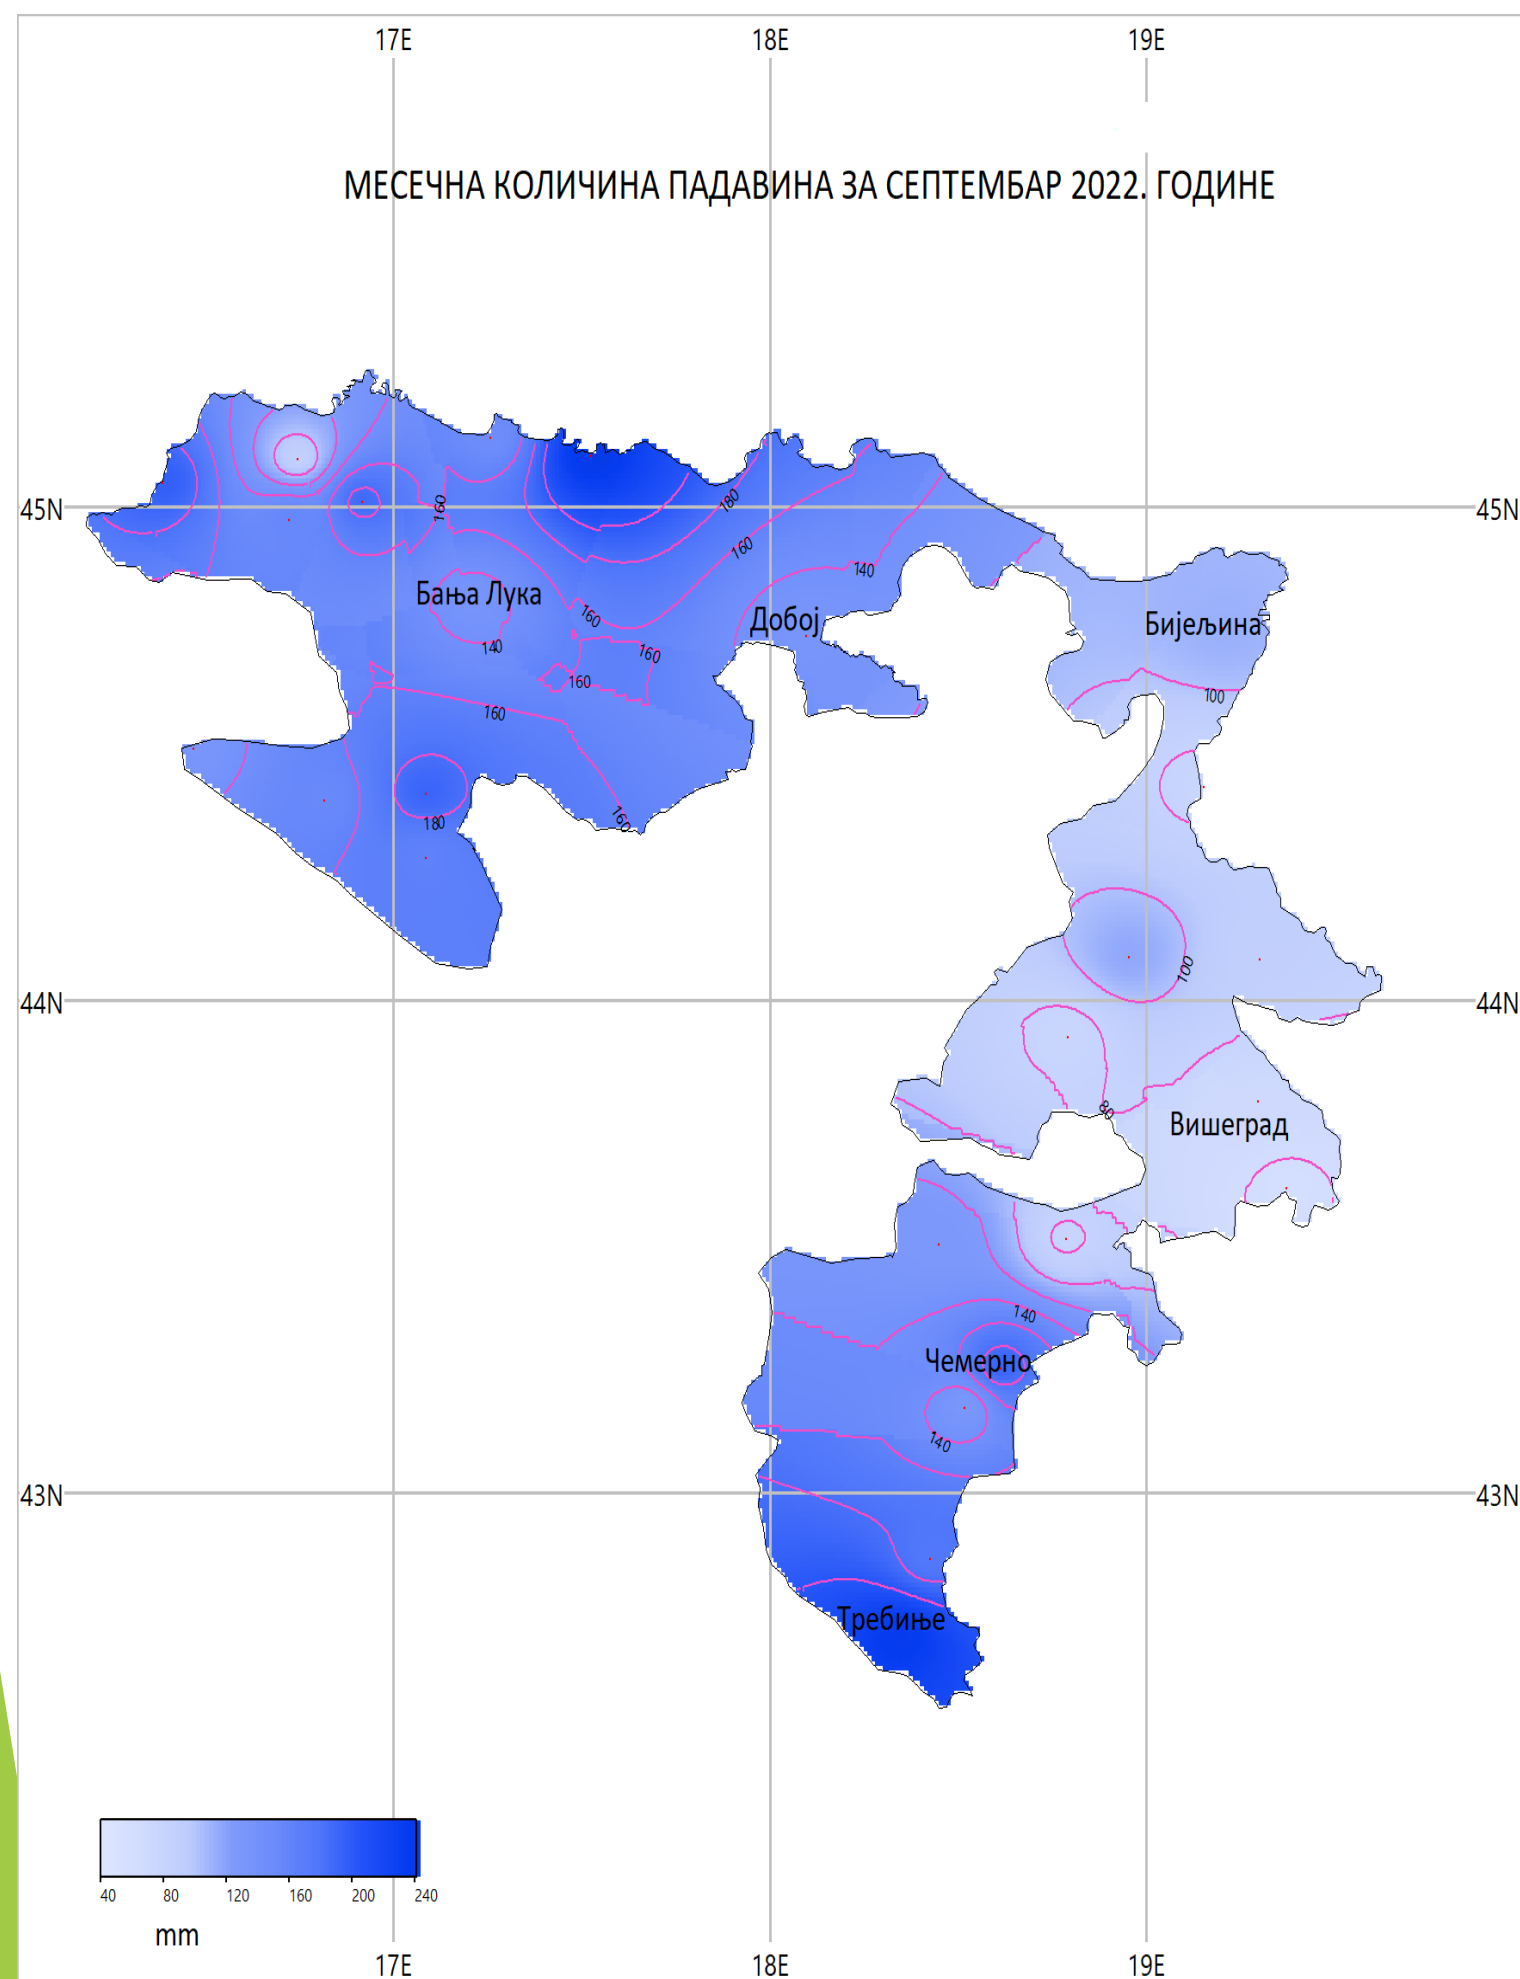 17E 18E 19E
МЕСЕЧНА КОЛИЧИНА ПАДАВИНА ЗА СЕПТЕМБАР 2022. ГОДИНЕ
45N 160 180 45N
160
140
Бања Лука 160 Добој Бијељина
140 160
160 100
160
180 160
100
44N 44N
80
Вишеград
140
Чемерно
140
43N 43N
Требиње
40 80 120 160 200 240
mm
17E 18E 19E